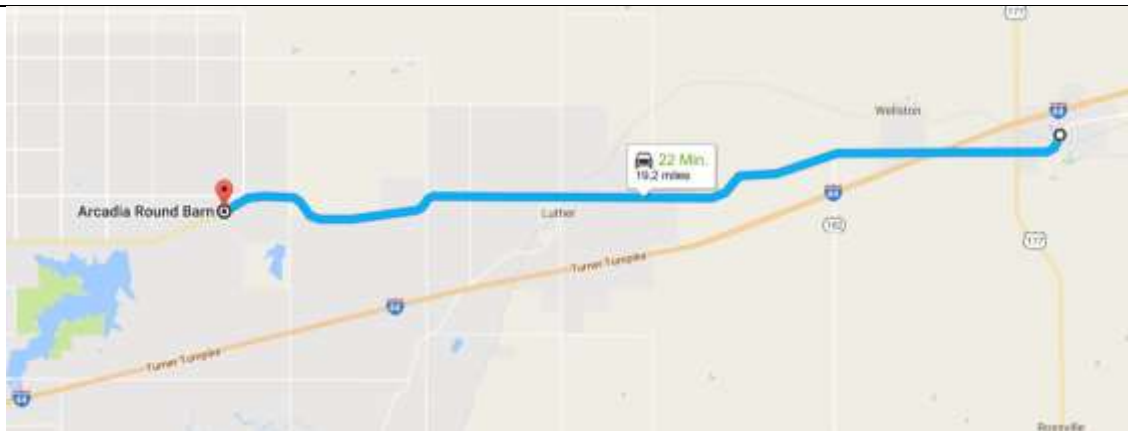 177
44
Wellston
22 Min.
19.2 miles
44
Arcadia Round Barn
Luther
177
Turner Turnpike
44
Turner Turnpike
44